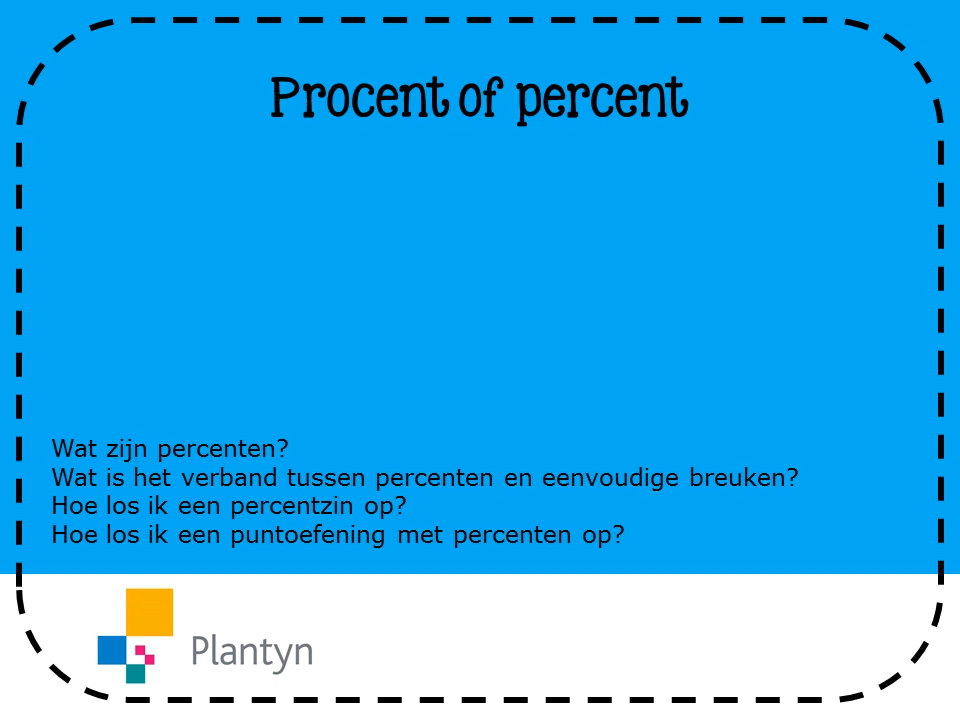 Procent of percent
Wat zijn percenten?
Wat is het verband tussen percenten en eenvoudige breuken?
Hoe los ik een percentzin op?
Hoe los ik een puntoefening met percenten op?
Plantyn